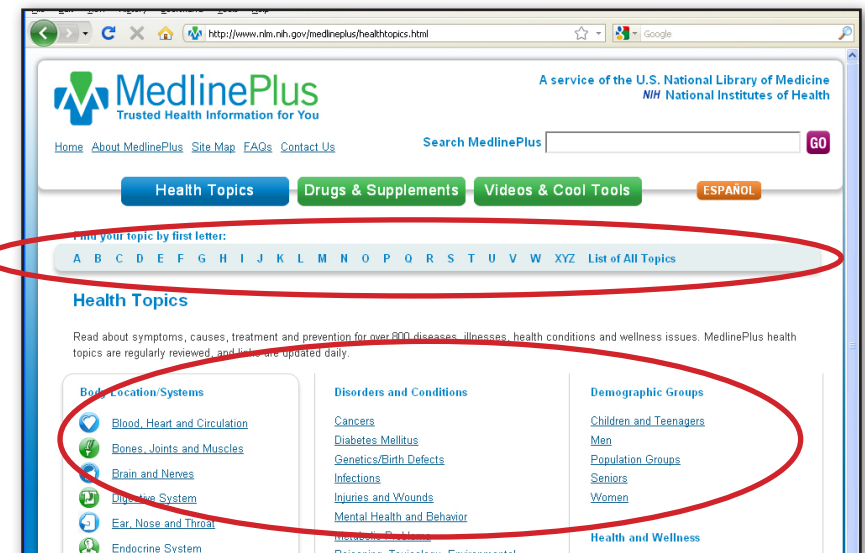 http://www.nlm.nih.gov/medlineplus/healthtopics.html
Google
MedlinePlus
Trusted Health Information for You
A service of the U.S. National Library of Medicine
NIH National Institutes of Health
Home About MedlinePlus Site Map FAQs Contact Us
Search MedlinePlus GO
Health Topics Drugs & Supplements Videos & Cool Tools ESPAÑOL
Find your topic by first letter:
A B C D E F G H I J K L M N O P Q R S T U V W XYZ List of All Topics
Health Topics
Read about symptoms, causes, treatment and prevention for over 800 diseases, illnesses, health conditions and wellness issues. MedlinePlus health
topics are regularly reviewed, and links are updated daily.
Body Location/Systems
Blood, Heart and Circulation
Bones, Joints and Muscles
Brain and Nerves
Digestive System
Ear, Nose and Throat
Endocrine System
Disorders and Conditions
Cancers
Diabetes Mellitus
Genetics/Birth Defects
Infections
Injuries and Wounds
Mental Health and Behavior
Metabolic Problems
Poisoning, Toxicology, Environmental
Demographic Groups
Children and Teenagers
Men
Population Groups
Seniors
Women
Health and Wellness